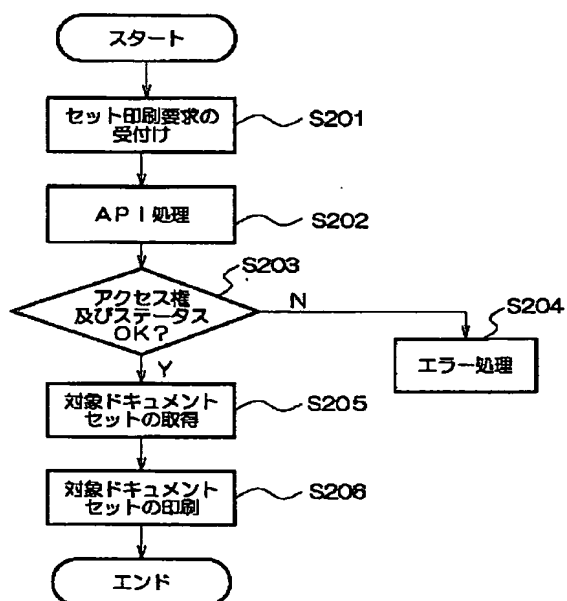 スタート
セット印刷要求の
受付け
S201
API処理
S202
S203
アクセス権
及びステータス
OK?
N
S204
エラー処理
Y
対象ドキュメント
セットの取得
S205
対象ドキュメント
セットの印刷
S206
エンド